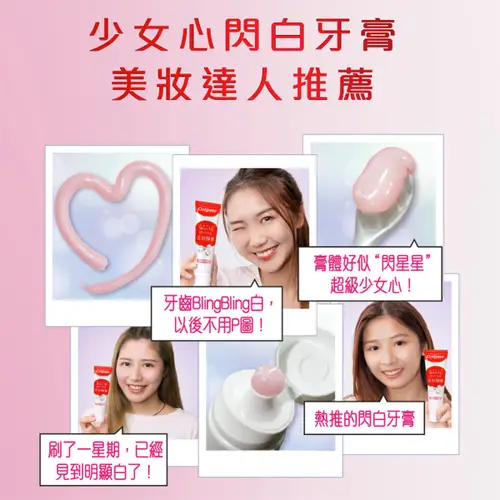 少女心閃白牙膏
美妝達人推薦
膏體好似“閃星星”
超級少女心！
牙齒BlingBling白，
以後不用P圖！
熱推的閃白牙膏
刷了一星期，已經
見到明顯白了！
Colgate